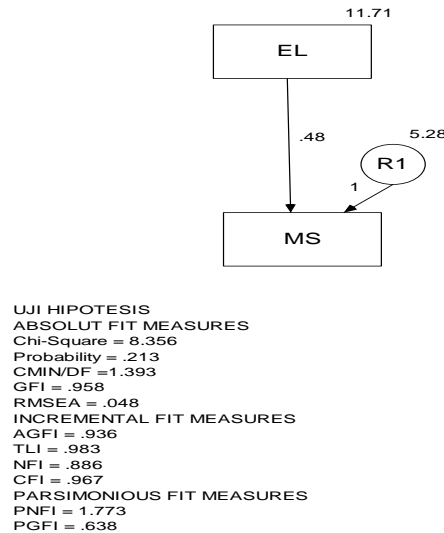 11.71
EL
.48
5.28
R1
1
MS
UJI HIPOTESIS
ABSOLUT FIT MEASURES
Chi-Square = 8.356
Probability = .213
CMIN/DF =1.393
GFI = .958
RMSEA = .048
INCREMENTAL FIT MEASURES
AGFI = .936
TLI = .983
NFI = .886
CFI = .967
PARSIMONIOUS FIT MEASURES
PNFI = 1.773
PGFI = .638